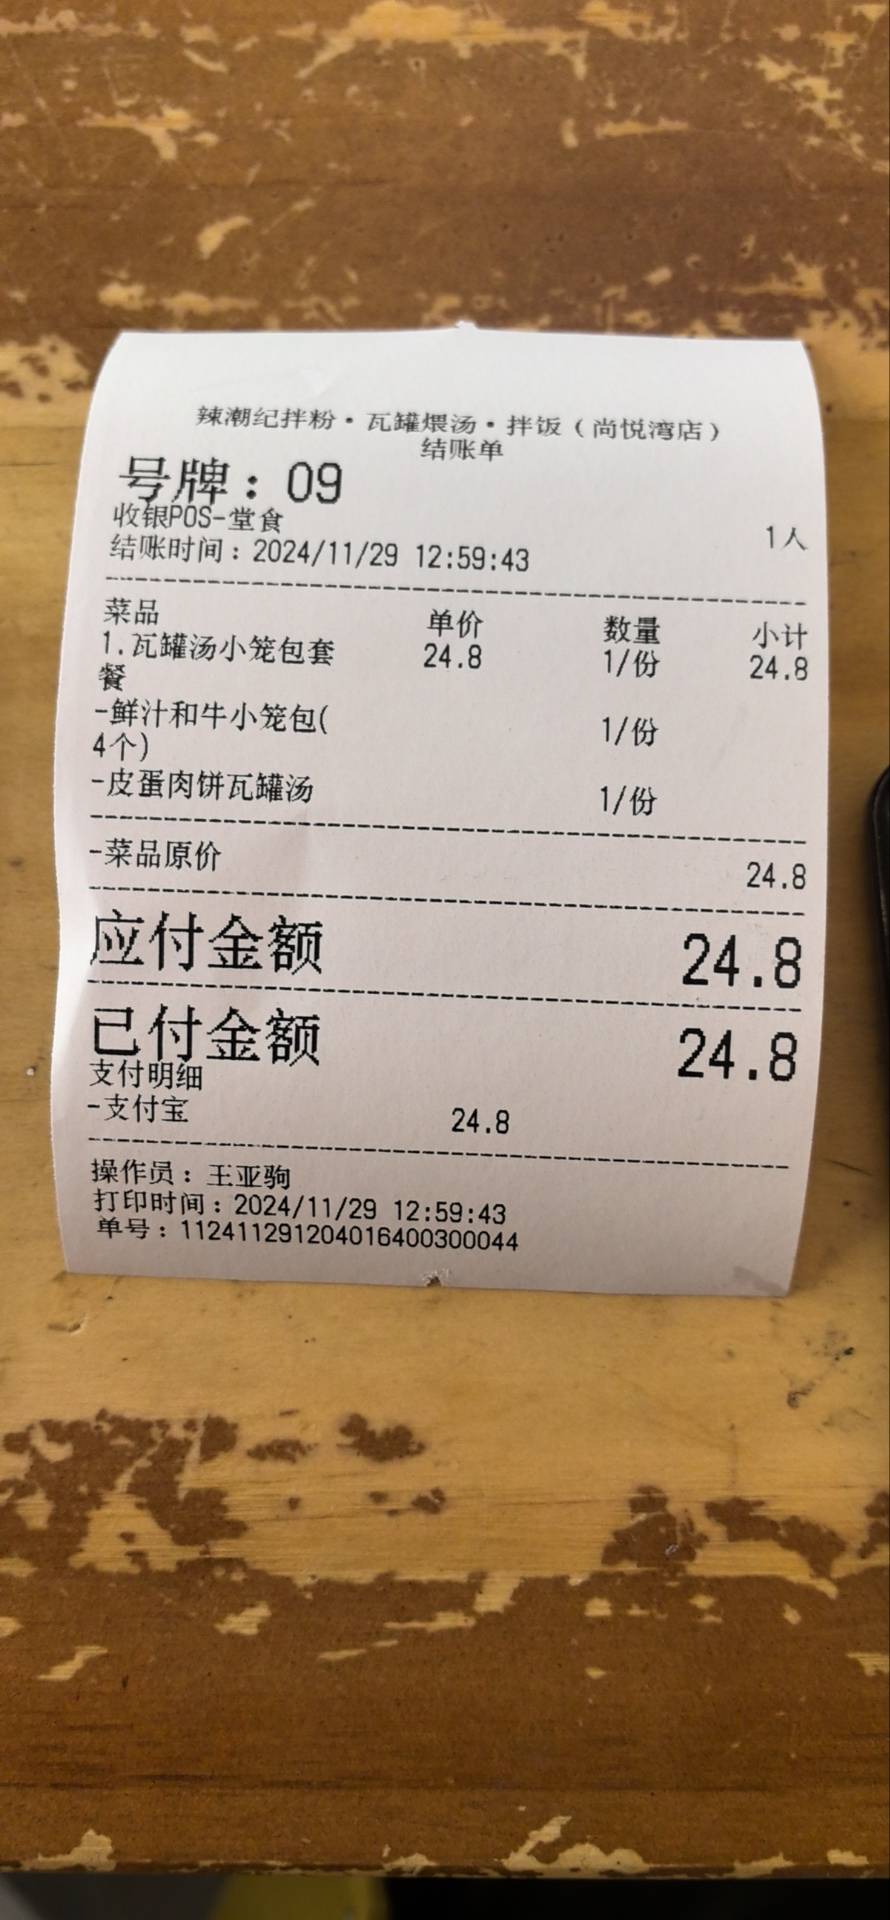 辣潮纪拌粉·瓦罐煨汤·拌饭（尚悦湾店）
结账单
号牌：09
收银POS-堂食 1人
结账时间：2024/11/29 12:59:43
菜品 单价 数量 小计
1.瓦罐汤小笼包套 24.8 1/份 24.8
餐
-鲜汁和牛小笼包( 1/份
4个)
-皮蛋肉饼瓦罐汤 1/份
-菜品原价 24.8
应付金额 24.8
已付金额 24.8
支付明细
-支付宝 24.8
操作员：王亚驹
打印时间：2024/11/29 12:59:43
单号：112411291204016400300044